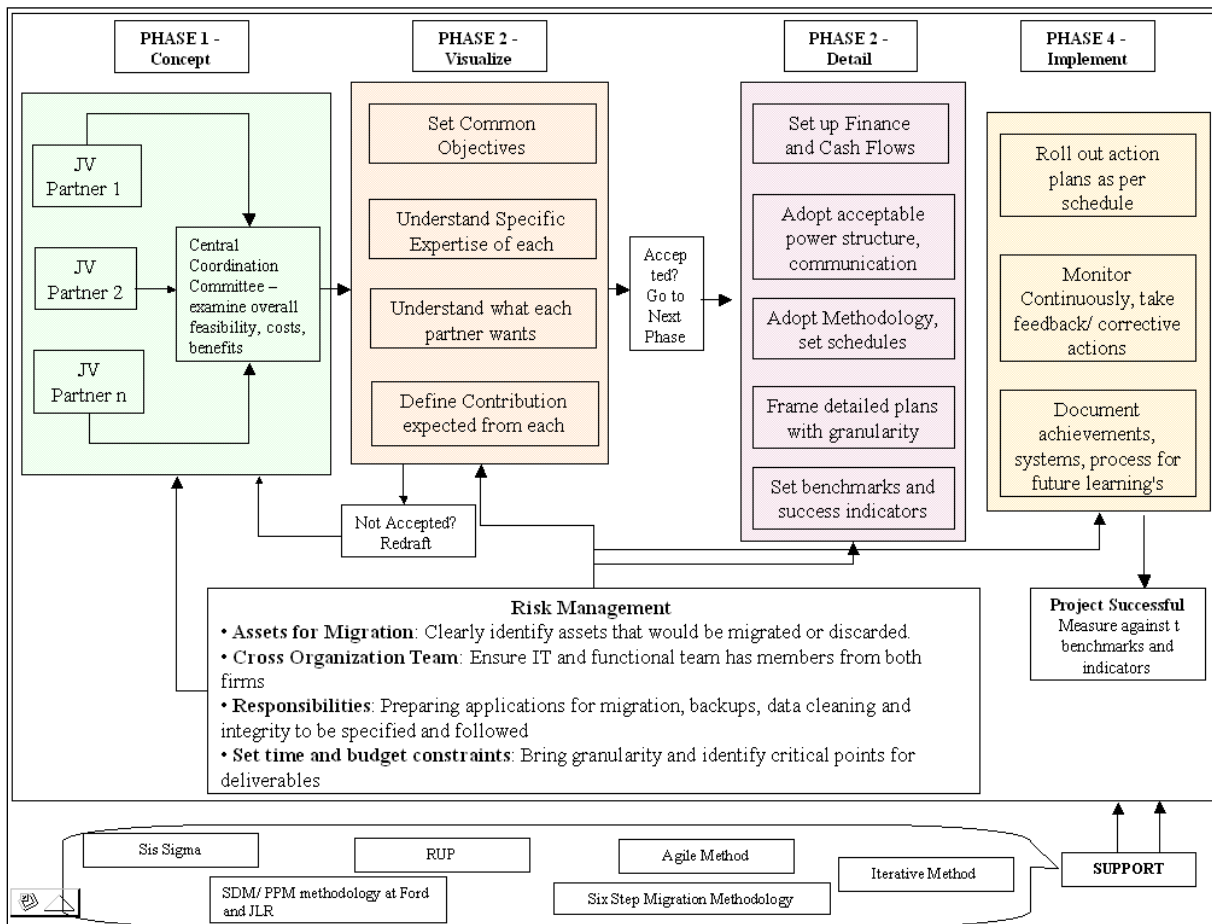 PHASE 1 -
Concept
PHASE 2 -
Visualize
PHASE 2 -
Detail
PHASE 4 -
Implement
JV
Partner 1
JV
Partner 2
JV
Partner n
Central
Coordination
Committee –
examine overall
feasibility, costs,
benefits
Set Common
Objectives
Understand Specific
Expertise of each
Understand what each
partner wants
Define Contribution
expected from each
Not Accepted?
Redraft
Accep
ted?
Go to
Next
Phase
Set up Finance
and Cash Flows
Adopt acceptable
power structure,
communication
Adopt Methodology,
set schedules
Frame detailed plans
with granularity
Set benchmarks and
success indicators
Roll out action
plans as per
schedule
Monitor
Continuously, take
feedback/ corrective
actions
Document
achievements,
systems, process for
future learning's
Project Successful
Measure against t
benchmarks and
indicators
Risk Management
• Assets for Migration: Clearly identify assets that would be migrated or discarded.
• Cross Organization Team: Ensure IT and functional team has members from both
firms
• Responsibilities: Preparing applications for migration, backups, data cleaning and
integrity to be specified and followed
• Set time and budget constraints: Bring granularity and identify critical points for
deliverables
Sis Sigma
RUP
Agile Method
Iterative Method
SDM/ PPM methodology at Ford
and JLR
Six Step Migration Methodology
SUPPORT